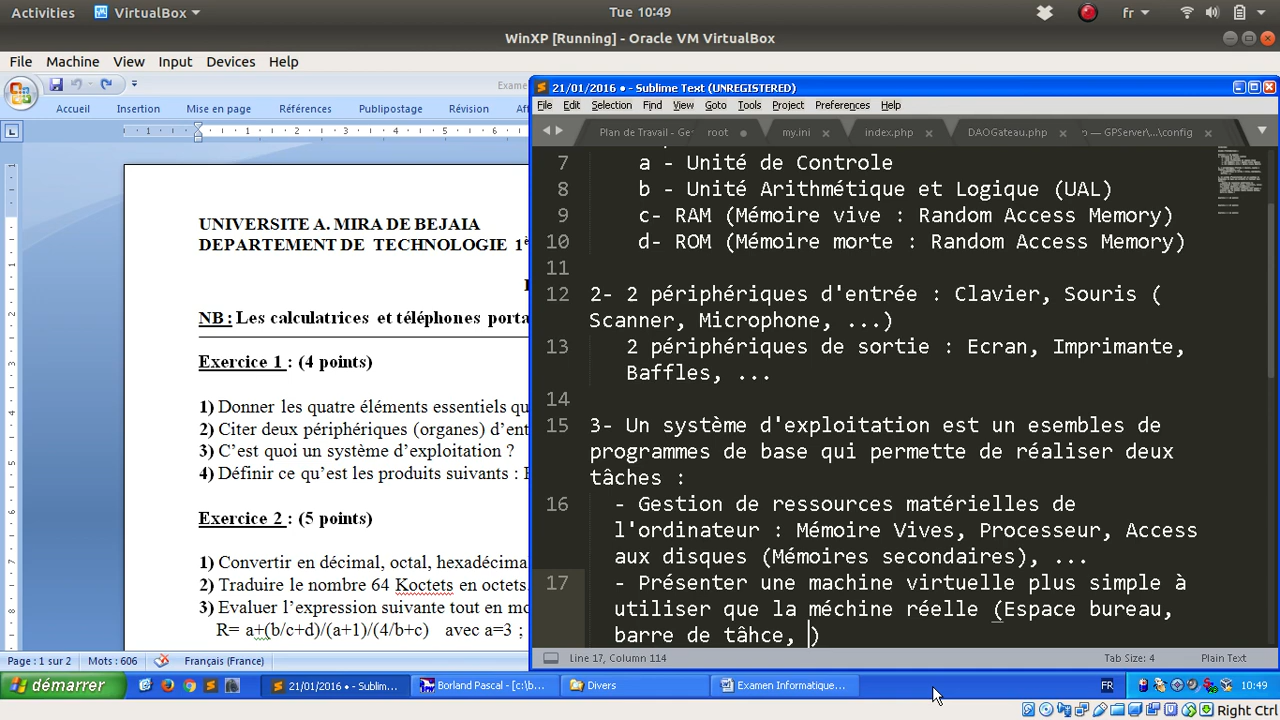 Activities VirtualBox Tue 10:49 fr
WinXP [Running] - Oracle VM VirtualBox
File Machine View Input Devices Help
Exame
Accueil Insertion Mise en page Références Publipostage Révision Aff
UNIVERSITE A. MIRA DE BEJAIA
DEPARTEMENT DE TECHNOLOGIE 1è
NB : Les calculatrices et téléphones porta
Exercice 1 : (4 points)
1) Donner les quatre éléments essentiels qu
2) Citer deux périphériques (organes) d'ent
3) C'est quoi un système d'exploitation ?
4) Définir ce qu'est les produits suivants :
Exercice 2 : (5 points)
1) Convertir en décimal, octal, hexadécima
2) Traduire le nombre 64 Koctets en octets.
3) Evaluer l'expression suivante tout en mo
R= a+(b/c+d)/(a+1)/(4/b+c) avec a=3 ;
Page : 1 sur 2 Mots : 606 Français (France)
21/01/2016 • - Sublime Text (UNREGISTERED)
File Edit Selection Find View Goto Tools Project Preferences Help
Plan de Travail - Ge root my.ini index.php DAOGateau.php — GPServer\...\config
7 a - Unité de Controle
8 b - Unité Arithmétique et Logique (UAL)
9 c- RAM (Mémoire vive : Random Access Memory)
10 d- ROM (Mémoire morte : Random Access Memory)
11
12 2- 2 périphériques d'entrée : Clavier, Souris (
Scanner, Microphone, ...)
13 2 périphériques de sortie : Ecran, Imprimante,
Baffles, ...
14
15 3- Un système d'exploitation est un esembles de
programmes de base qui permette de réaliser deux
tâches :
16 - Gestion de ressources matérielles de
l'ordinateur : Mémoire Vives, Processeur, Access
aux disques (Mémoires secondaires), ...
17 - Présenter une machine virtuelle plus simple à
utiliser que la méchine réelle (Espace bureau,
barre de tâhce, )
Line 17, Column 114 Tab Size: 4 Plain Text
démarrer 21/01/2016 • - Sublim... Borland Pascal - [c:\b... Divers Examen Informatique... FR 10:49
Right Ctrl